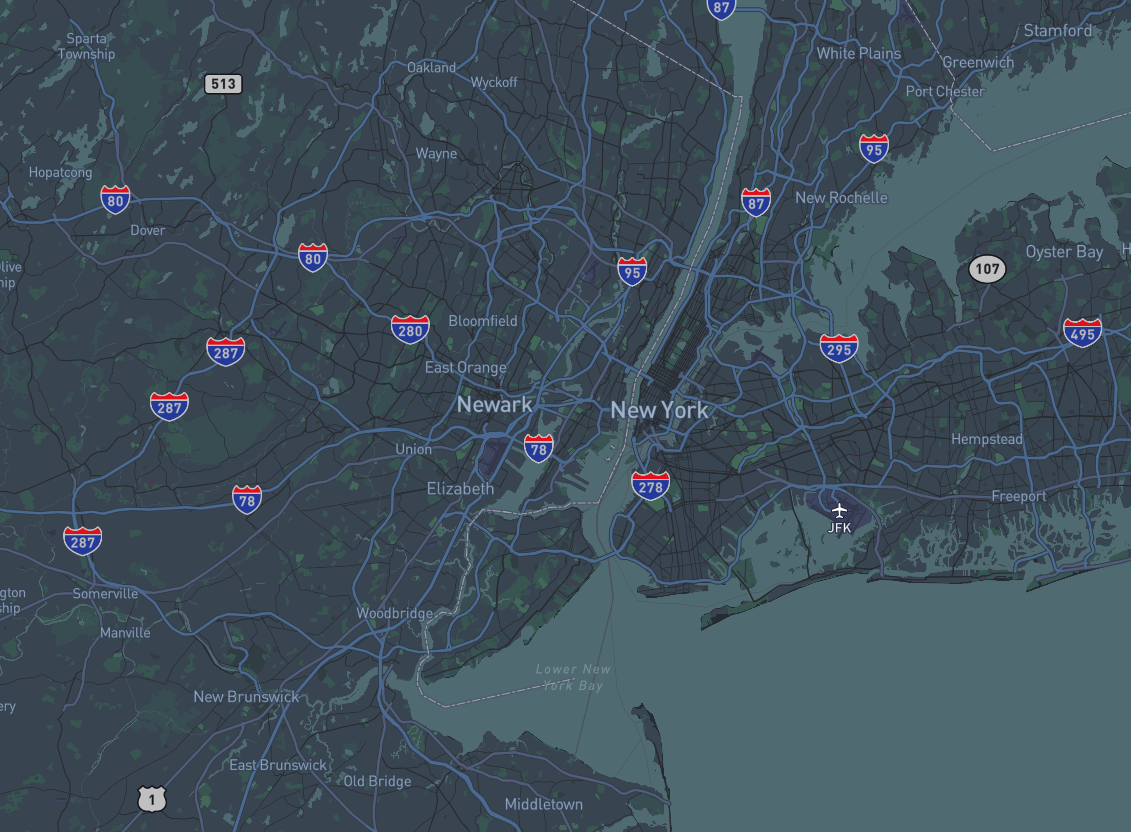 87
Sparta
Township
Stamford
White Plains
Greenwich
Oakland
Wyckoff
513
Port Chester
95
Wayne
Hopatcong
80
87
New Rochelle
Dover
Oyster Bay
H
80
95
107
live
hip
280
Bloomfield
495
287
295
East Orange
287
Newark
New York
Hempstead
Union
78
Elizabeth
278
Freeport
78
JFK
287
gton
ship
Somerville
Woodbridge
Manville
Lower New
York Bay
New Brunswick
ery
East Brunswick
Old Bridge
1
Middletown